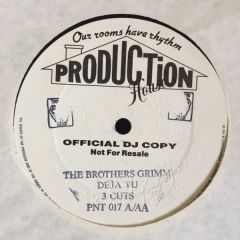 Our rooms have rhythm
PRODUCTION
House
OFFICIAL DJ COPY
Not For Resale
THE BROTHERS GRIMM
DEJA VU
3 CUTS
PNT 017 A/AA